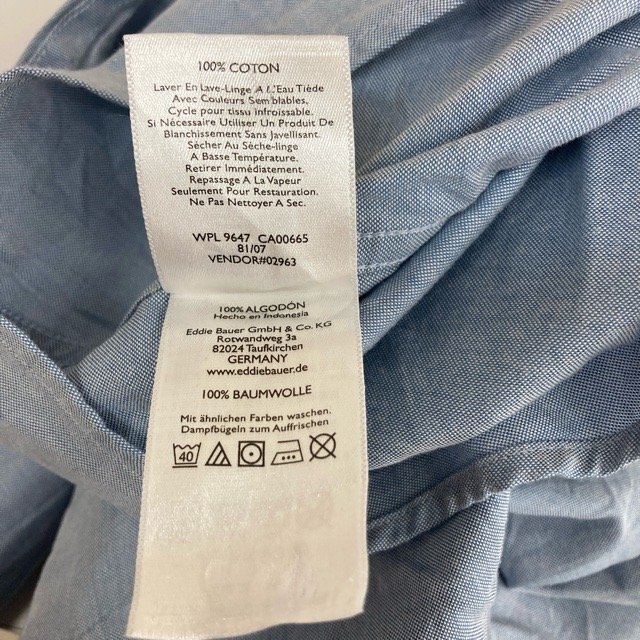 100% COTON
Laver En Lave-Linge A L'Eau Tiède
Avec Couleurs Semblables,
Cycle pour tissu infroissable.
Si Nécessaire Utiliser Un Produit De
Blanchissement Sans Javellisant.
Sécher Au Sèche-linge
A Basse Température.
Retirer Immédiatement.
Repassage A La Vapeur
Seulement Pour Restauration.
Ne Pas Nettoyer A Sec.
WPL 9647 CA00665
81/07
VENDOR#02963
100% ALGODÓN
Hecho en Indonesia
Eddie Bauer GmbH & Co. KG
Rotwandweg 3a
82024 Taufkirchen
GERMANY
www.eddiebauer.de
100% BAUMWOLLE
Mit ähnlichen Farben waschen.
Dampfbügeln zum Auffrischen
40